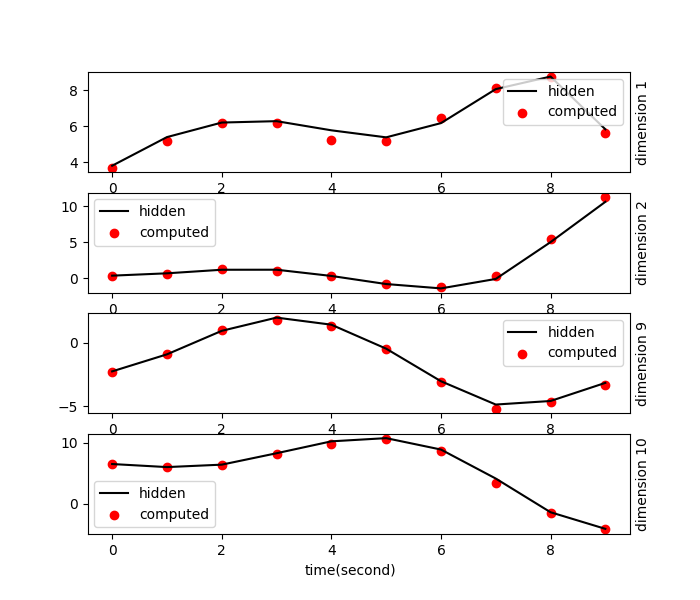 8
6
4
0 2 4 6 8
hidden
computed
dimension 1
10
5
0
0 2 4 6 8
hidden
computed
dimension 2
0
−5
0 2 4 6 8
hidden
computed
dimension 9
10
0
0 2 4 6 8
hidden
computed
dimension 10
time(second)